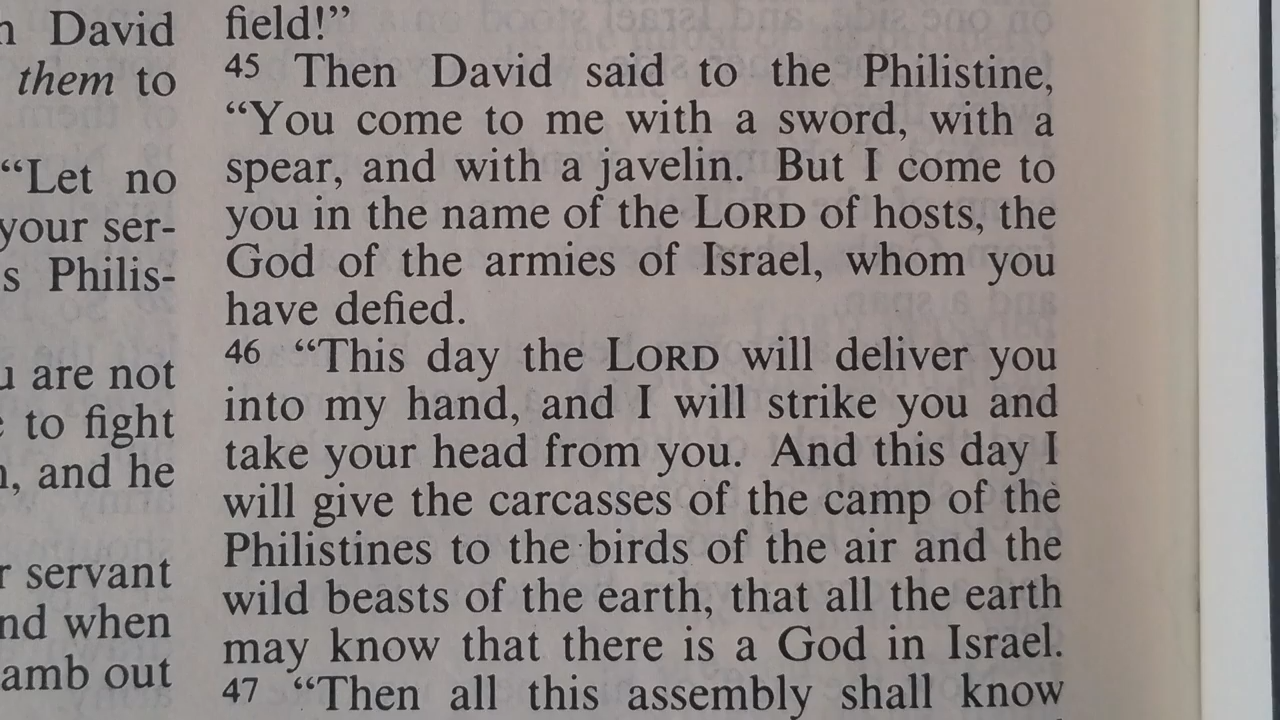 David
them to
“Let no
your ser-
Philis-
are not
to fight
and he
servant
when
out
field!”
45 Then David said to the Philistine,
“You come to me with a sword, with a
spear, and with a javelin. But I come to
you in the name of the LORD of hosts, the
God of the armies of Israel, whom you
have defied.
46 “This day the LORD will deliver you
into my hand, and I will strike you and
take your head from you. And this day I
will give the carcasses of the camp of the
Philistines to the birds of the air and the
wild beasts of the earth, that all the earth
may know that there is a God in Israel.
47 “Then all this assembly shall know